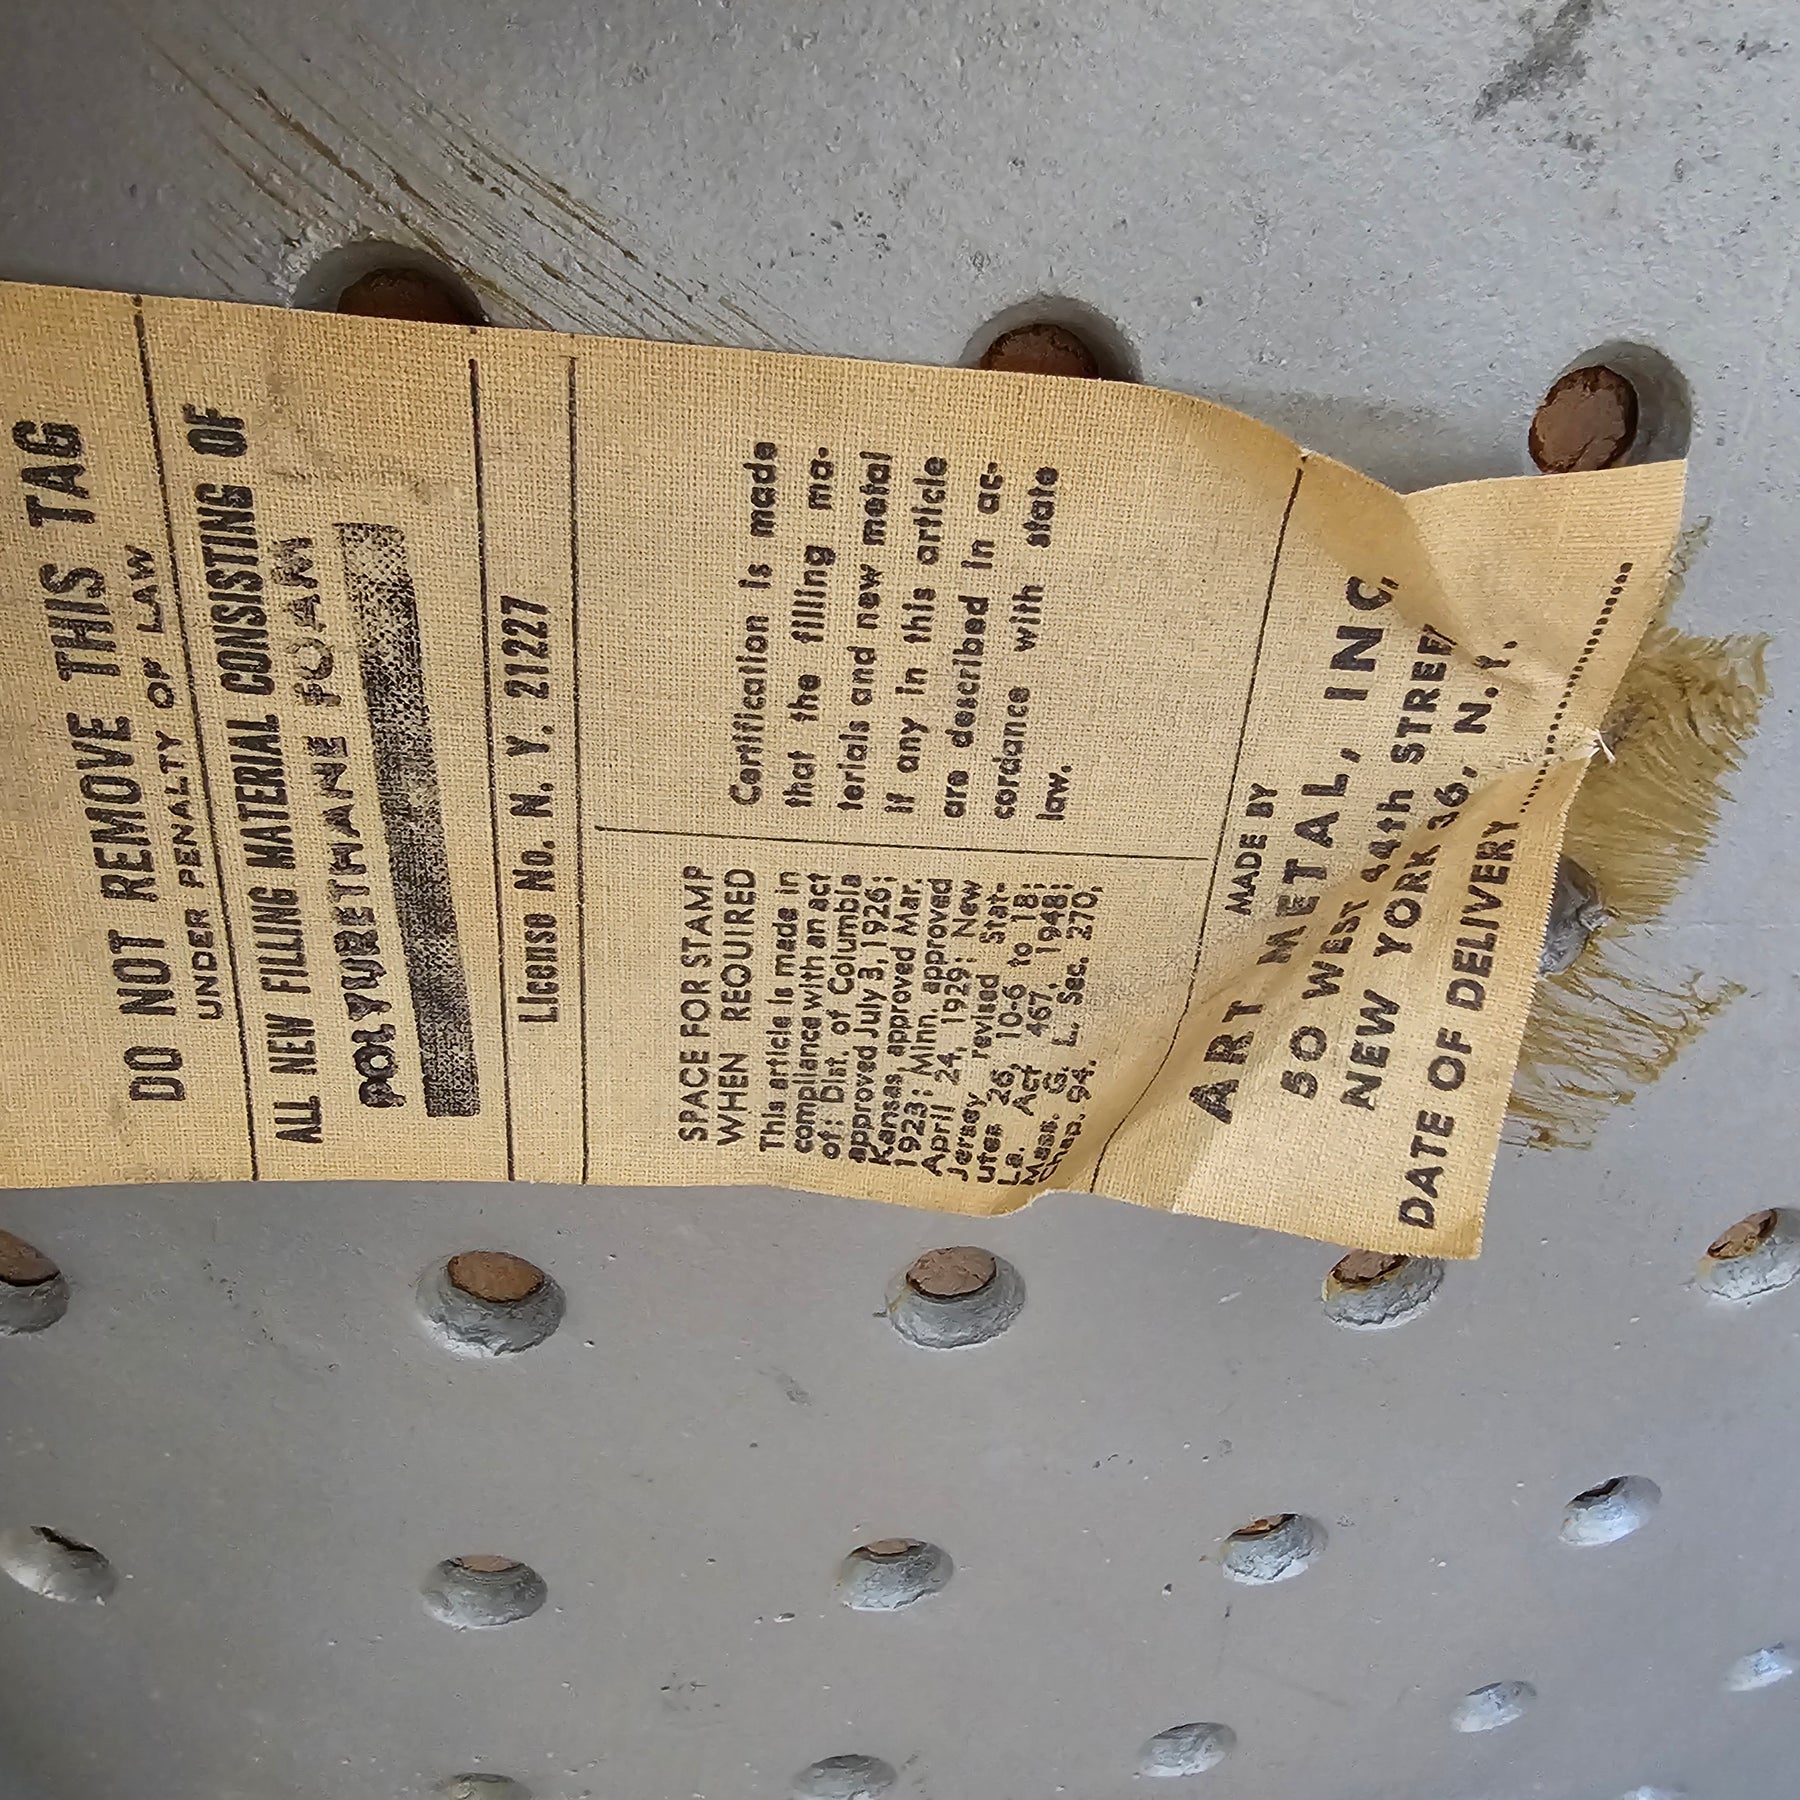 DO NOT REMOVE THIS TAG
UNDER PENALTY OF LAW
ALL NEW FILLING MATERIAL CONSISTING OF
POLYURETHANE FOAM
License No. N. Y. 21227
SPACE FOR STAMP
WHEN REQUIRED
This article is made in
compliance with an act
of: Dist. of Columbia
approved July 3, 1926;
Kansas, approved Mar.
1923; Minn. approved
April 24, 1929; New
Jersey revised Stat-
utes 26, 10-6 to 18;
La. Act 467, 1948;
Mass. G. L. Sec. 270,
Chap. 94.
Certification is made
that the filling ma-
terials and new metal
if any in this article
are described in ac-
cordance with state
law.
MADE BY
ART METAL, INC.
50 WEST 44th STREET
NEW YORK 36, N.Y.
DATE OF DELIVERY